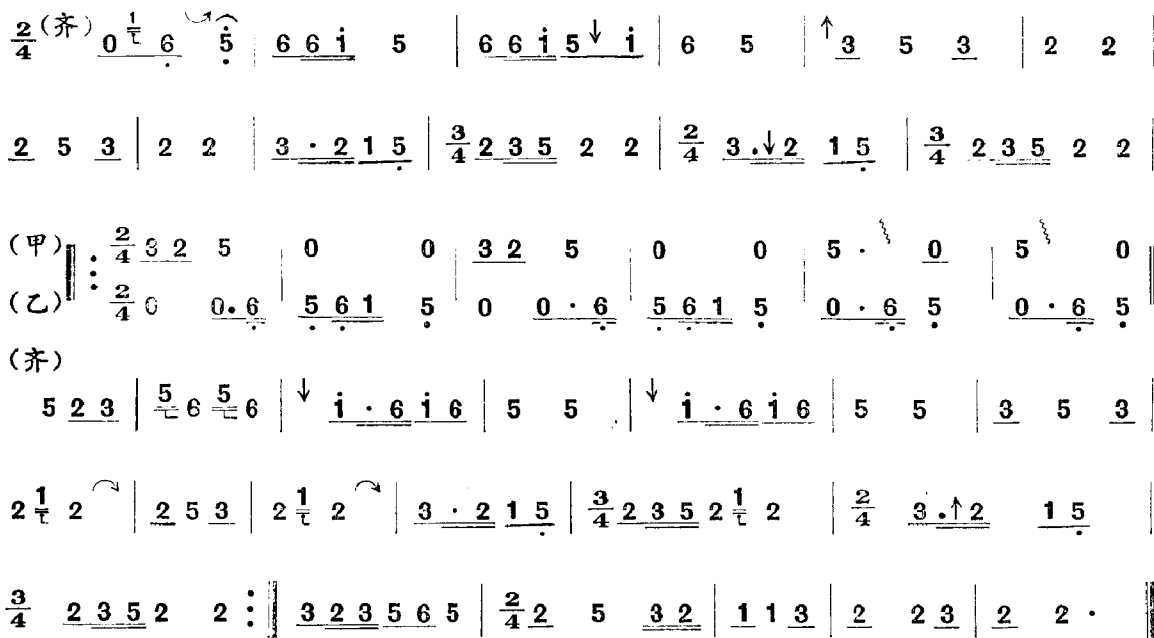 2/4 (齐) 0 1 6 5 | 6 6 i 5 | 6 6 i 5 ↓ i | 6 5 | ↑ 3 5 3 | 2 2 |
2 5 3 | 2 2 | 3 · 2 1 5 | 3/4 2 3 5 2 2 | 2/4 3 . ↓ 2 1 5 | 3/4 2 3 5 2 2 |
(甲) ‖: 2/4 3 2 5 | 0 0 | 3 2 5 | 0 0 | 5 · 0 | 5 0 ‖
(乙) ‖: 2/4 0 0 . 6 | 5 6 1 5 | 0 0 · 6 | 5 6 1 5 | 0 · 6 5 | 0 · 6 5 ‖
(齐)
5 2 3 | 5 6 5 6 | ↓ i · 6 i 6 | 5 5 | ↓ i · 6 i 6 | 5 5 | 3 5 3 |
2 1 2 | 2 5 3 | 2 1 2 | 3 · 2 1 5 | 3/4 2 3 5 2 1 2 | 2/4 3 . ↑ 2 1 5 |
3/4 2 3 5 2 2 :‖ 3 2 3 5 6 5 | 2/4 2 5 3 2 | 1 1 3 | 2 2 3 | 2 2 · ‖